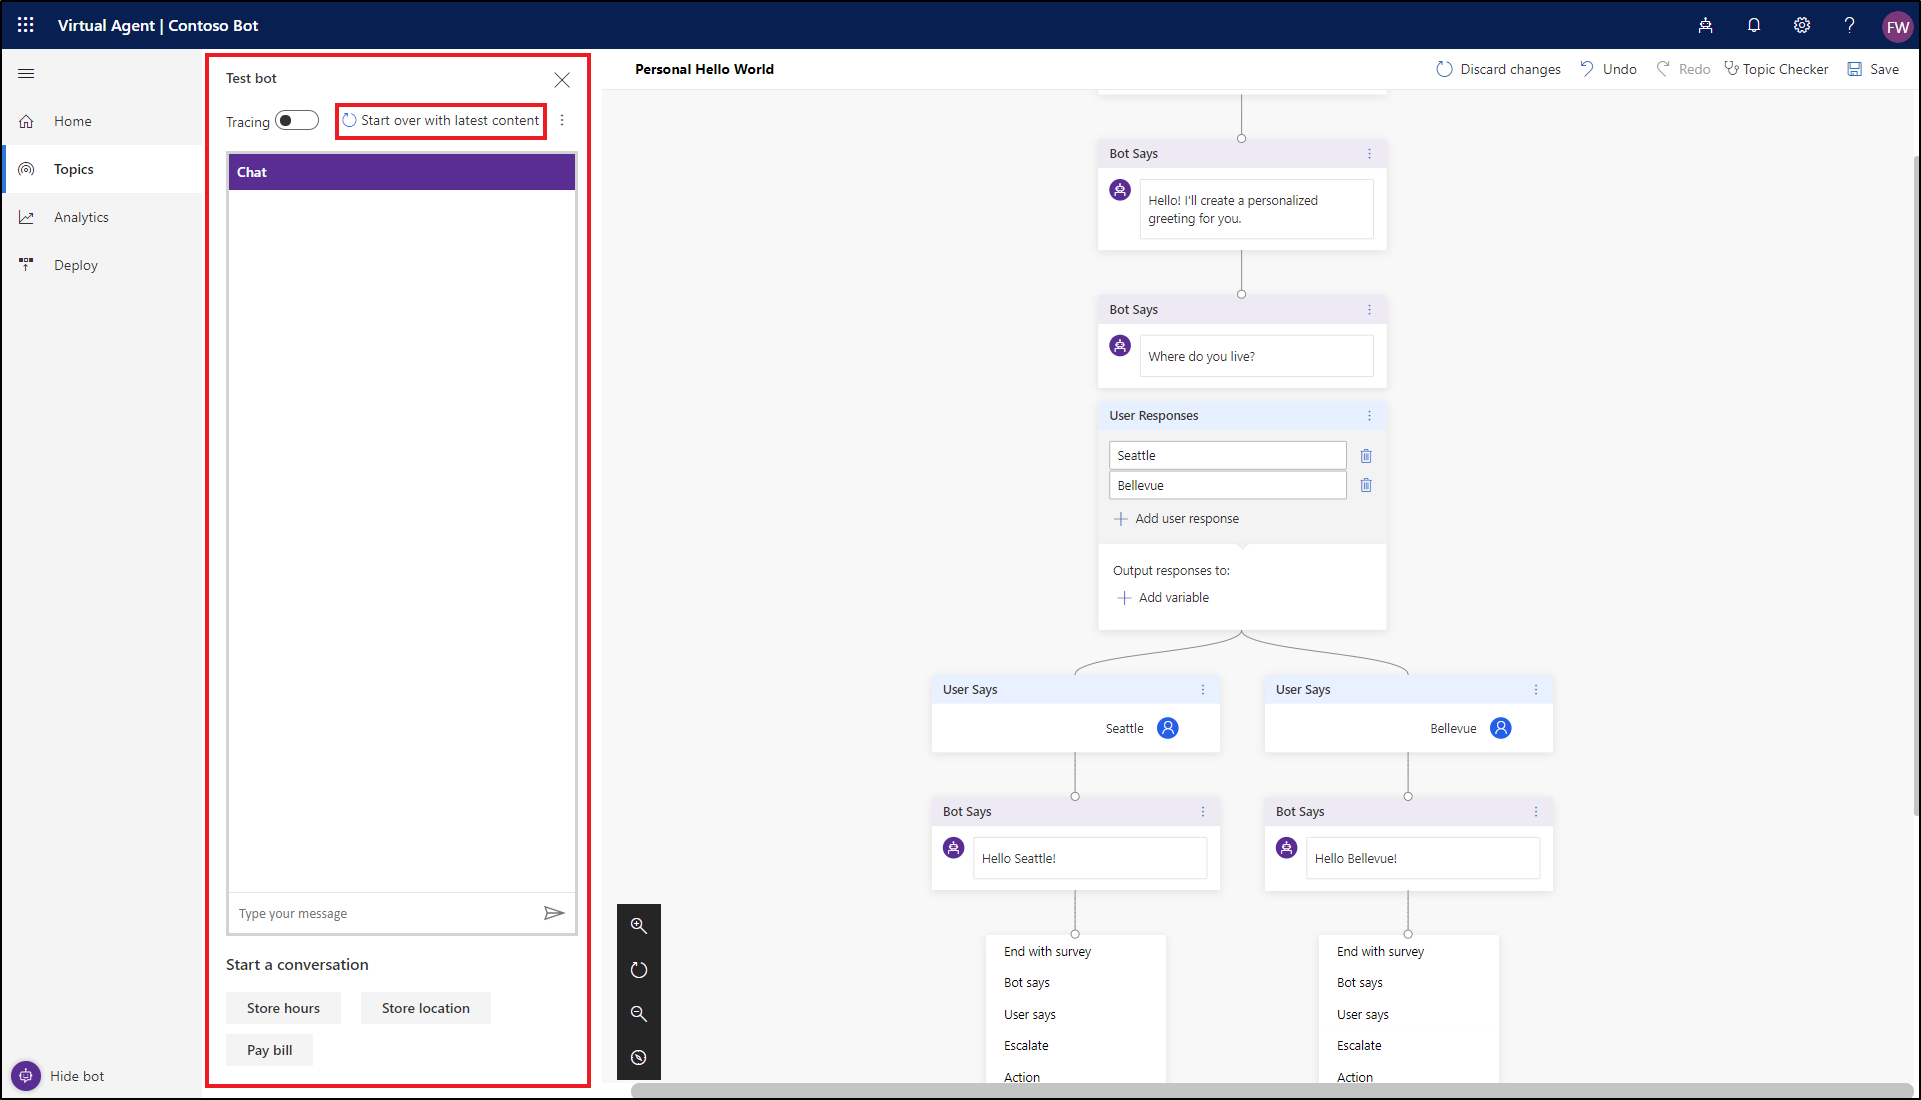 Virtual Agent | Contoso Bot
FW
Home
Topics
Analytics
Deploy
Hide bot
Test bot
Tracing
Start over with latest content
Chat
Type your message
Start a conversation
Store hours
Store location
Pay bill
Personal Hello World
Discard changes
Undo
Redo
Topic Checker
Save
Bot Says
Hello! I'll create a personalized
greeting for you.
Bot Says
Where do you live?
User Responses
Seattle
Bellevue
Add user response
Output responses to:
Add variable
User Says
Seattle
Bot Says
Hello Seattle!
End with survey
Bot says
User says
Escalate
Action
User Says
Bellevue
Bot Says
Hello Bellevue!
End with survey
Bot says
User says
Escalate
Action